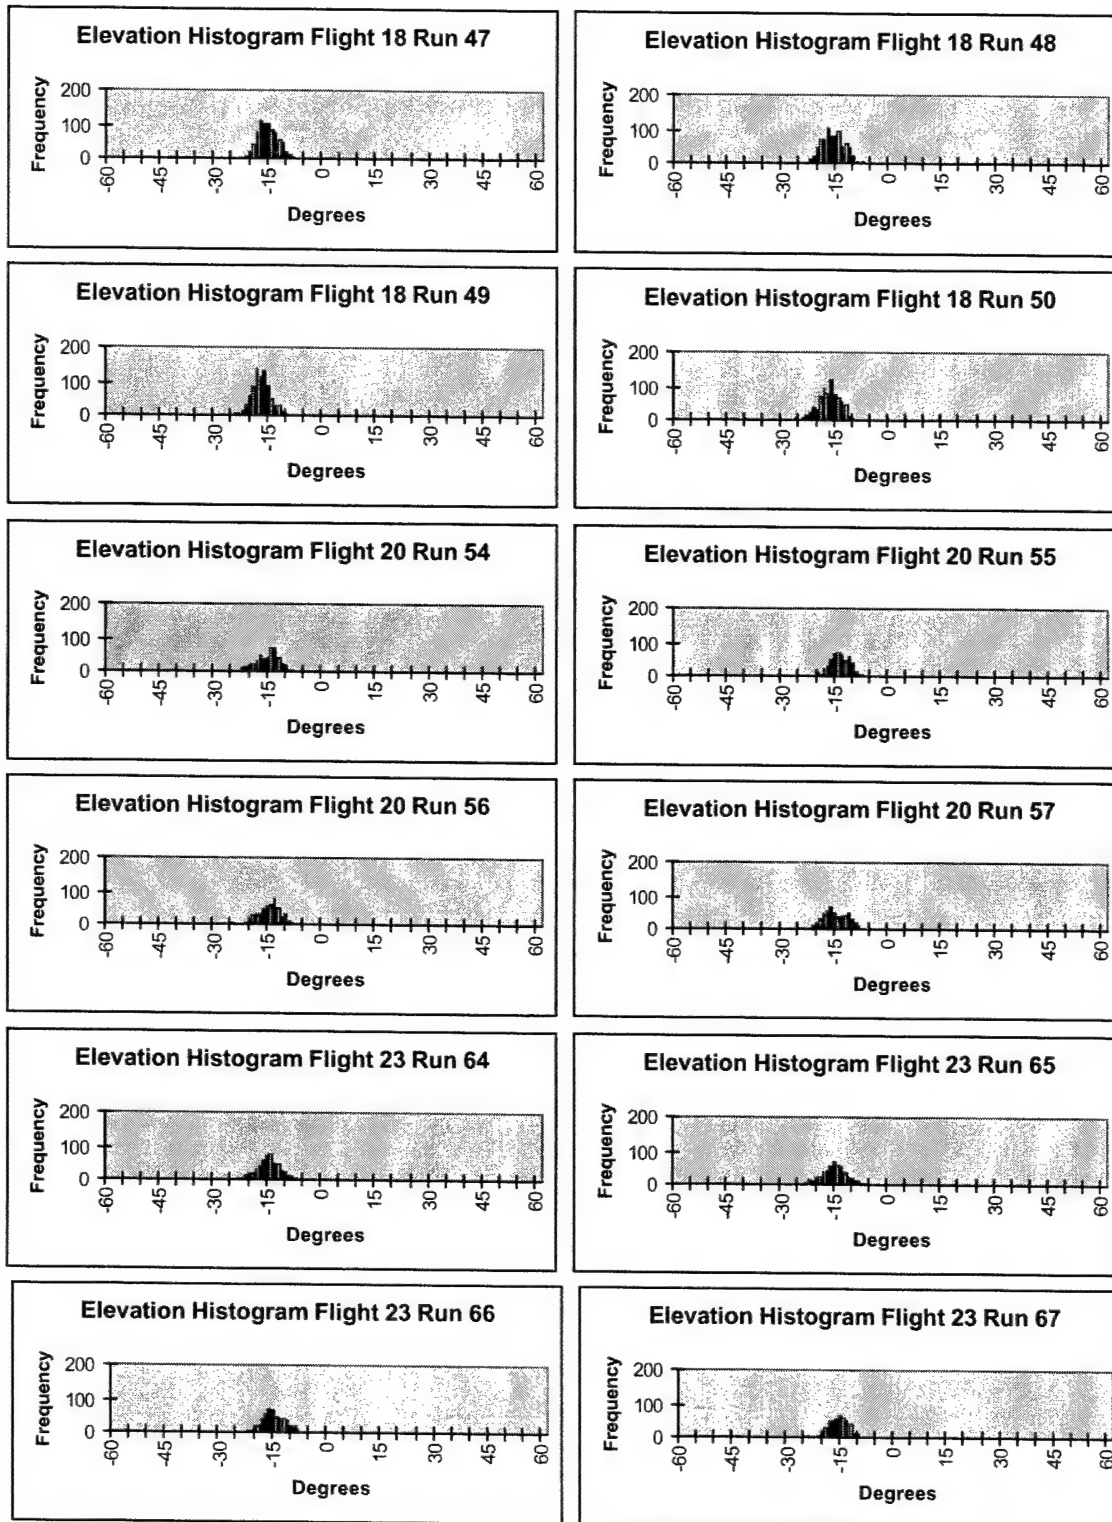 Elevation Histogram Flight 18 Run 47
Frequency
200
100
0
-60 -45 -30 -15 0 15 30 45 60
Degrees
Elevation Histogram Flight 18 Run 48
Frequency
200
100
0
-60 -45 -30 -15 0 15 30 45 60
Degrees
Elevation Histogram Flight 18 Run 49
Frequency
200
100
0
-60 -45 -30 -15 0 15 30 45 60
Degrees
Elevation Histogram Flight 18 Run 50
Frequency
200
100
0
-60 -45 -30 -15 0 15 30 45 60
Degrees
Elevation Histogram Flight 20 Run 54
Frequency
200
100
0
-60 -45 -30 -15 0 15 30 45 60
Degrees
Elevation Histogram Flight 20 Run 55
Frequency
200
100
0
-60 -45 -30 -15 0 15 30 45 60
Degrees
Elevation Histogram Flight 20 Run 56
Frequency
200
100
0
-60 -45 -30 -15 0 15 30 45 60
Degrees
Elevation Histogram Flight 20 Run 57
Frequency
200
100
0
-60 -45 -30 -15 0 15 30 45 60
Degrees
Elevation Histogram Flight 23 Run 64
Frequency
200
100
0
-60 -45 -30 -15 0 15 30 45 60
Degrees
Elevation Histogram Flight 23 Run 65
Frequency
200
100
0
-60 -45 -30 -15 0 15 30 45 60
Degrees
Elevation Histogram Flight 23 Run 66
Frequency
200
100
0
-60 -45 -30 -15 0 15 30 45 60
Degrees
Elevation Histogram Flight 23 Run 67
Frequency
200
100
0
-60 -45 -30 -15 0 15 30 45 60
Degrees